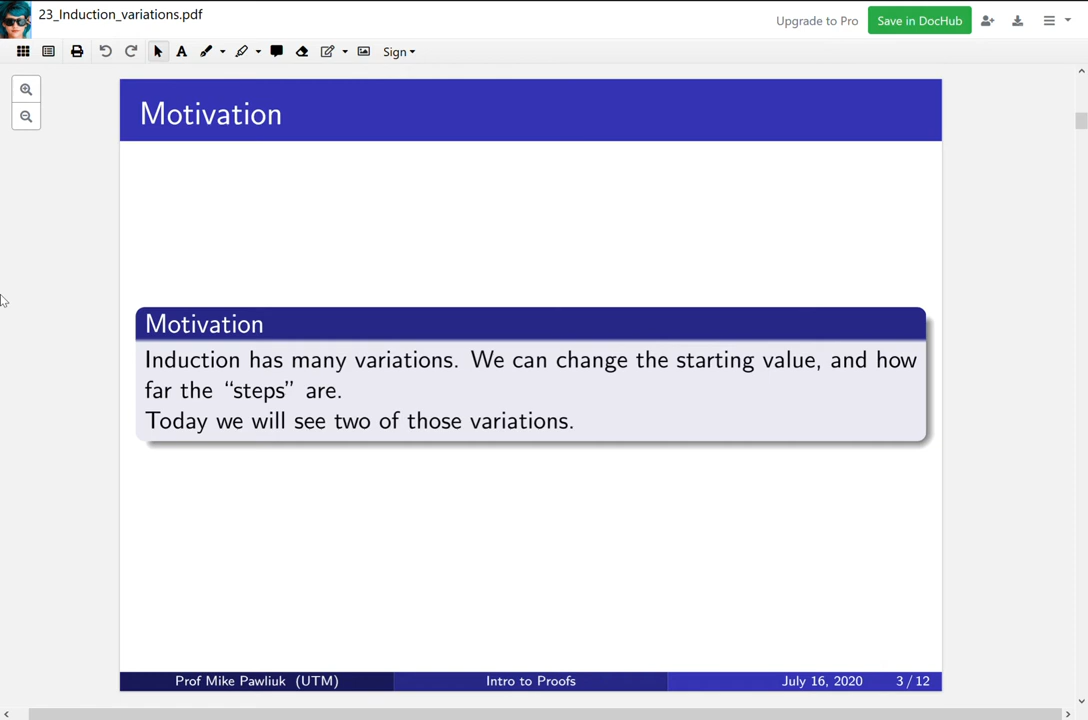 23_Induction_variations.pdf
Upgrade to Pro
Save in DocHub
A
Sign
Motivation
Motivation
Induction has many variations. We can change the starting value, and how
far the “steps” are.
Today we will see two of those variations.
Prof Mike Pawliuk (UTM)
Intro to Proofs
July 16, 2020
3 / 12